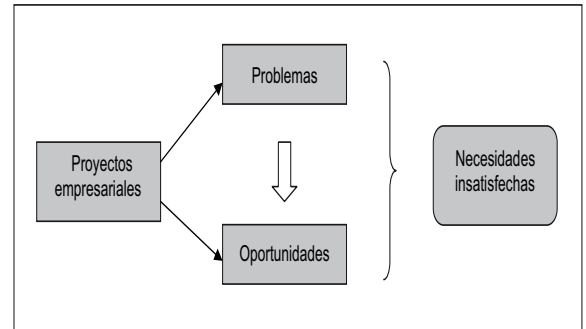 Problemas
Proyectos
empresariales
Oportunidades
Necesidades
insatisfechas